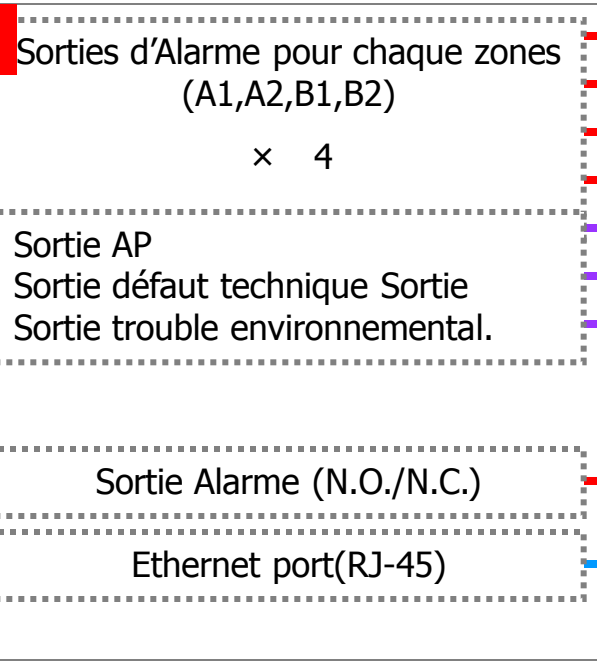 Sorties d’Alarme pour chaque zones
(A1,A2,B1,B2)
× 4
Sortie AP
Sortie défaut technique Sortie
Sortie trouble environnemental.
Sortie Alarme (N.O./N.C.)
Ethernet port(RJ-45)